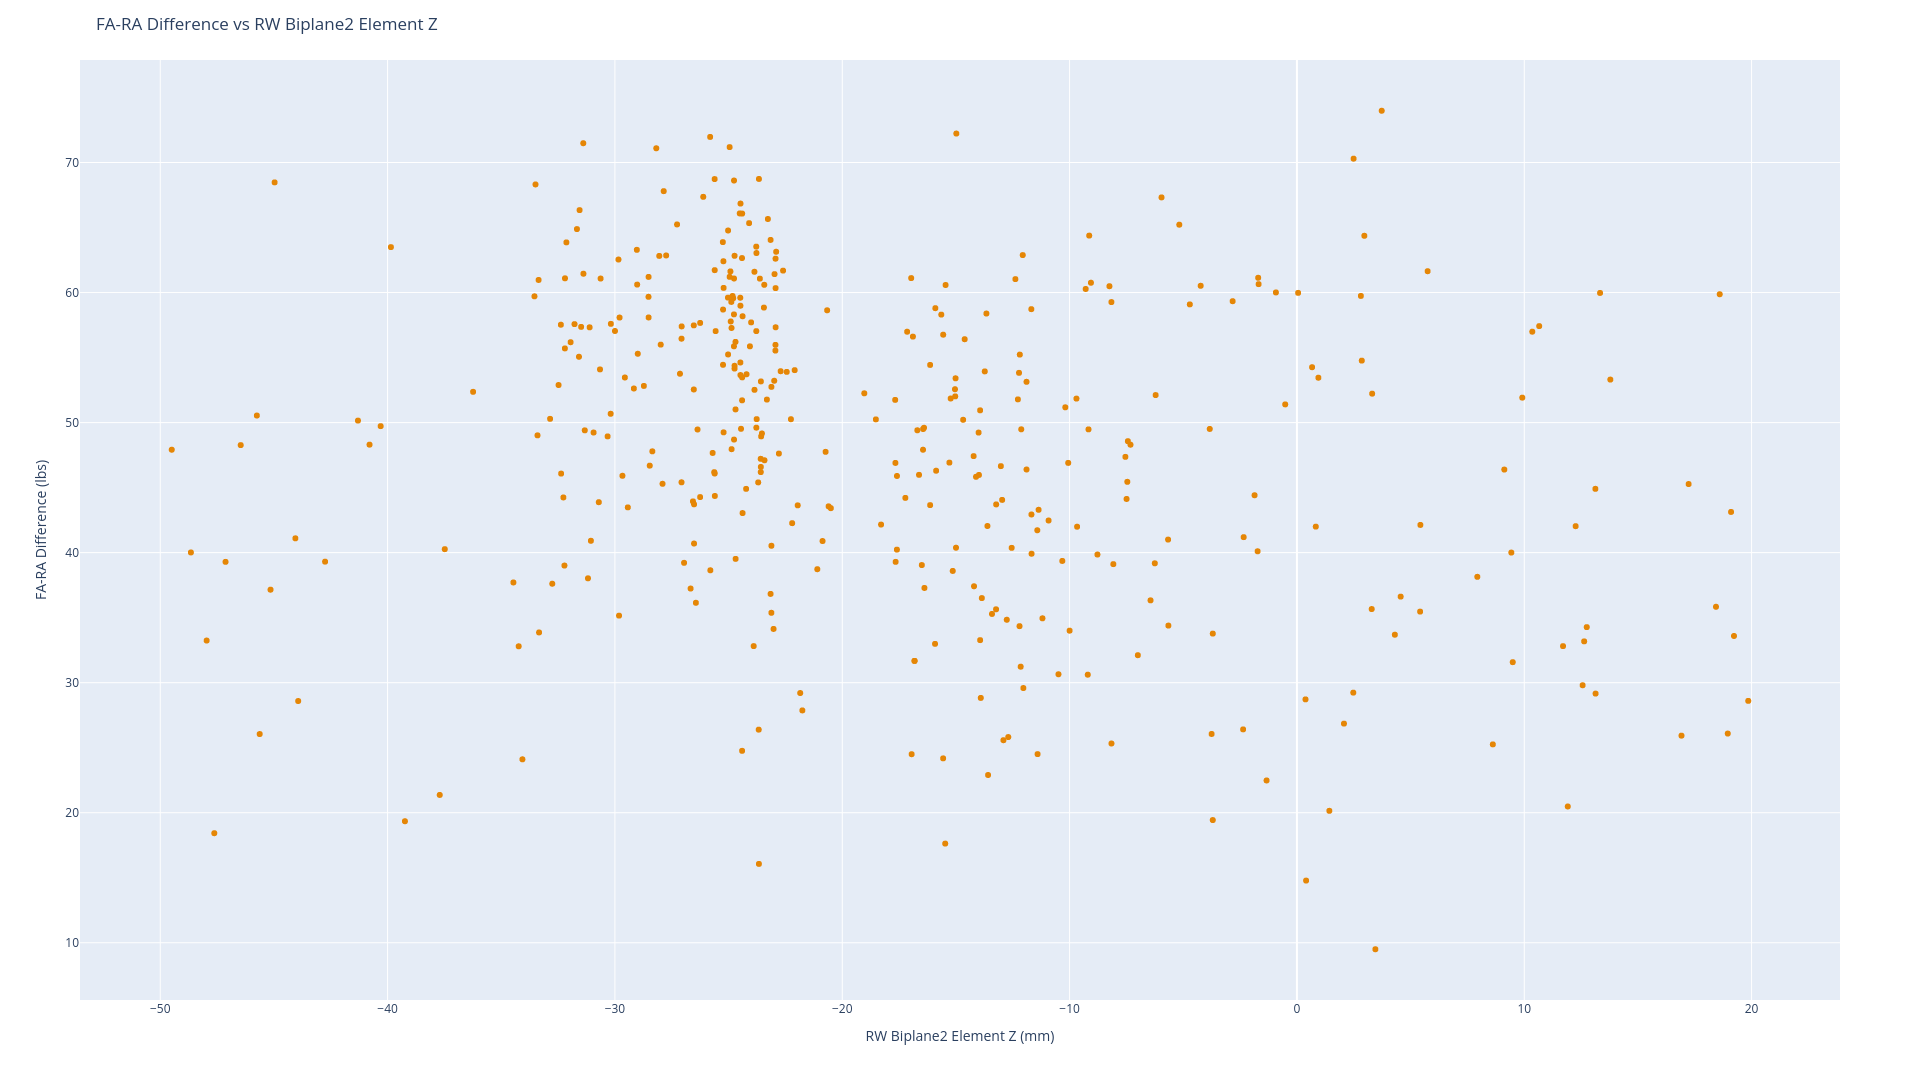 FA-RA Difference vs RW Biplane2 Element Z
70
60
50
40
30
20
10
FA-RA Difference (lbs)
−50 −40 −30 −20 −10 0 10 20
RW Biplane2 Element Z (mm)